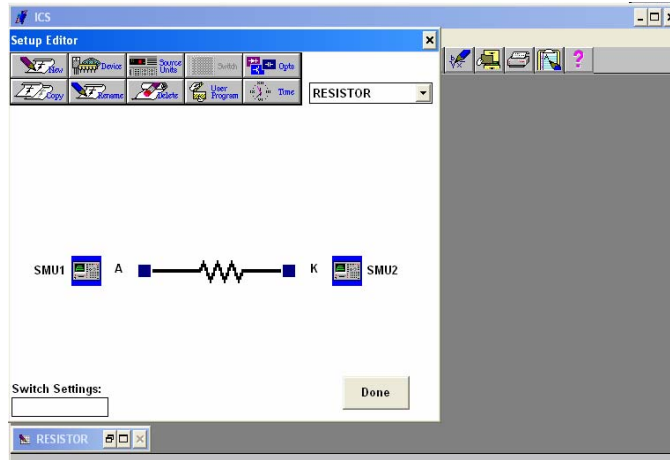 ICS
Setup Editor
New Device Source Units Switch Opts
Copy Rename Delete User Program Time
RESISTOR
?
SMU1 A K SMU2
Switch Settings:
Done
RESISTOR